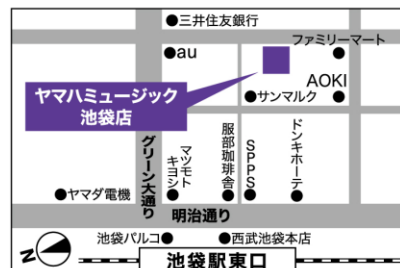 三井住友銀行
ファミリーマート
au
AOKI
サンマルク
ヤマハミュージック
池袋店
グリーン大通り
マツモト
キヨシ
服部珈琲舎
SPPS
ドンキホーテ
ヤマダ電機
明治通り
池袋パルコ
西武池袋本店
N
池袋駅東口